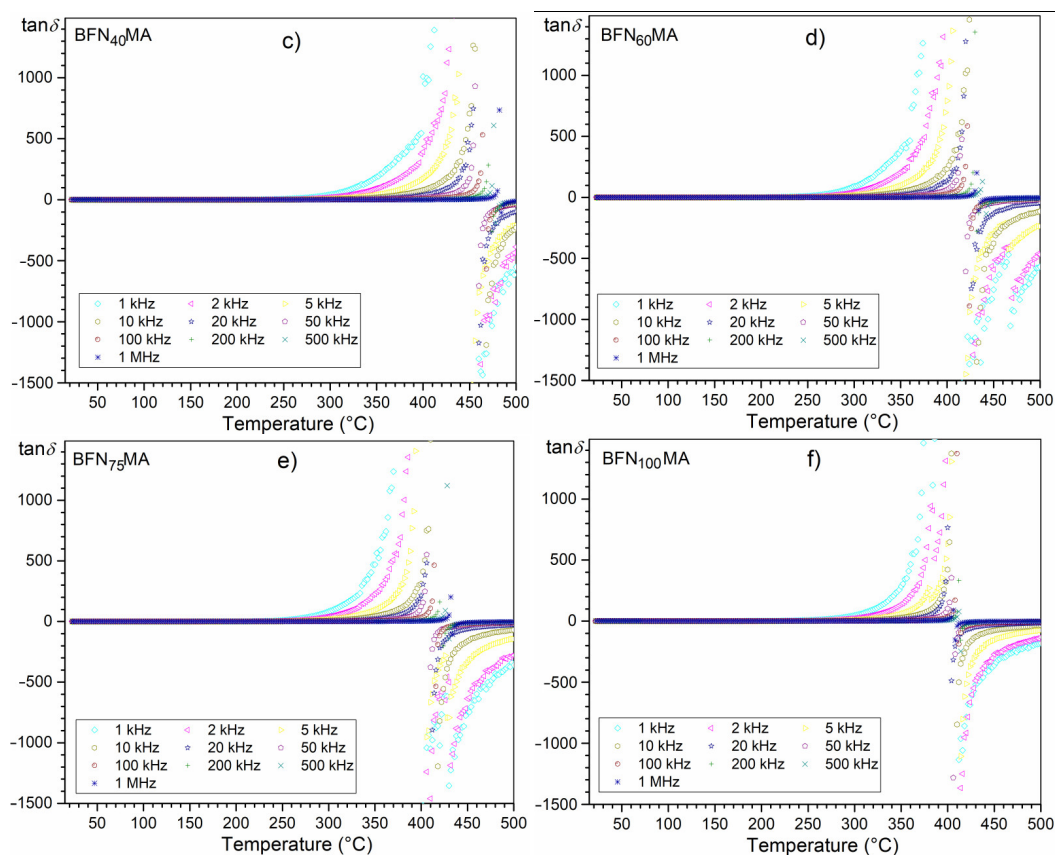 tanδ
BFN40MA
c)
1000
500
0
−500
−1000
−1500
1 kHz 2 kHz 5 kHz
10 kHz 20 kHz 50 kHz
100 kHz 200 kHz 500 kHz
1 MHz
50 100 150 200 250 300 350 400 450 500
Temperature (°C)
tanδ
BFN60MA
d)
1000
500
0
−500
−1000
−1500
1 kHz 2 kHz 5 kHz
10 kHz 20 kHz 50 kHz
100 kHz 200 kHz 500 kHz
1 MHz
50 100 150 200 250 300 350 400 450 500
Temperature (°C)
tanδ
BFN75MA
e)
1000
500
0
−500
−1000
−1500
1 kHz 2 kHz 5 kHz
10 kHz 20 kHz 50 kHz
100 kHz 200 kHz 500 kHz
1 MHz
50 100 150 200 250 300 350 400 450 500
Temperature (°C)
tanδ
BFN100MA
f)
1000
500
0
−500
−1000
−1500
1 kHz 2 kHz 5 kHz
10 kHz 20 kHz 50 kHz
100 kHz 200 kHz 500 kHz
1 MHz
50 100 150 200 250 300 350 400 450 500
Temperature (°C)